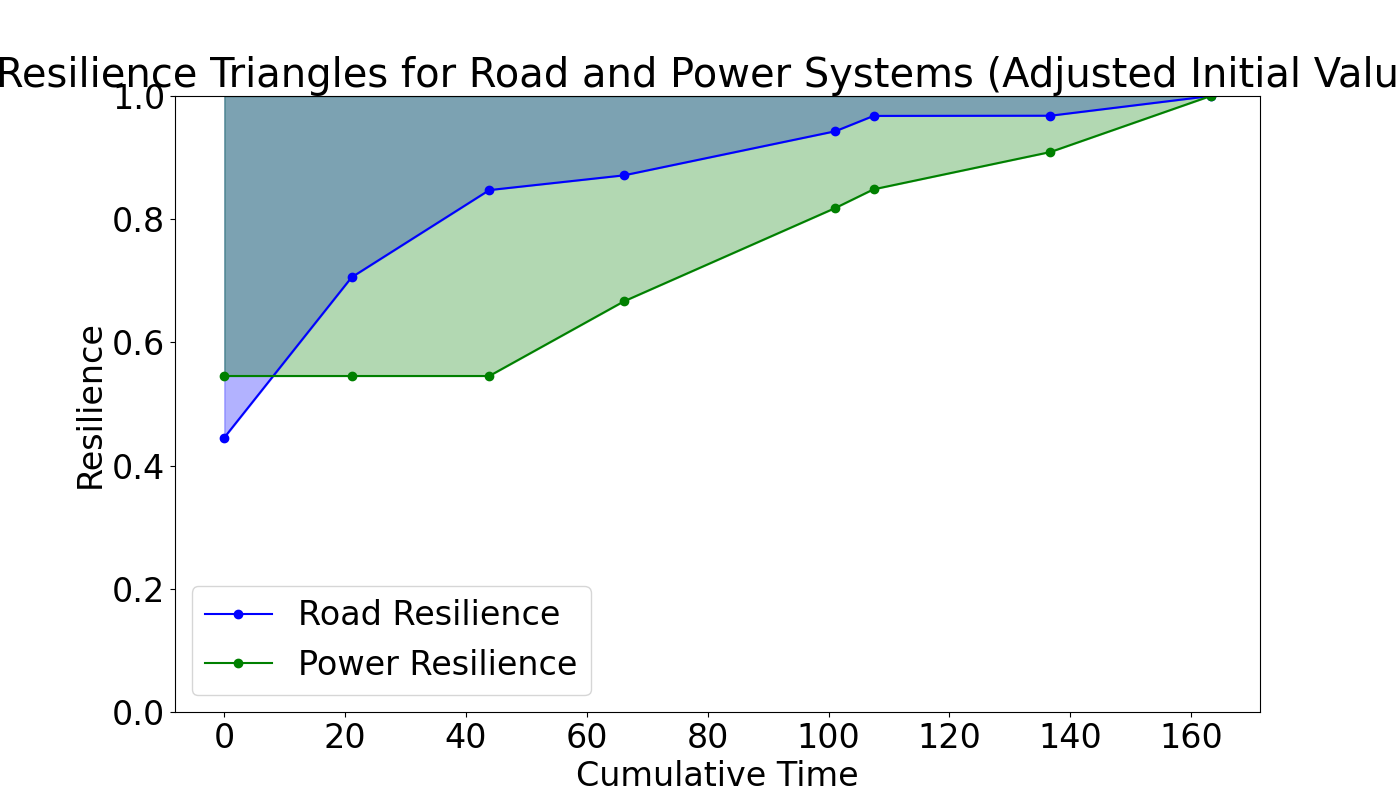 Resilience Triangles for Road and Power Systems (Adjusted Initial Valu
1.0
0.8
0.6
0.4
0.2
0.0
Resilience
Road Resilience
Power Resilience
0 20 40 60 80 100 120 140 160
Cumulative Time